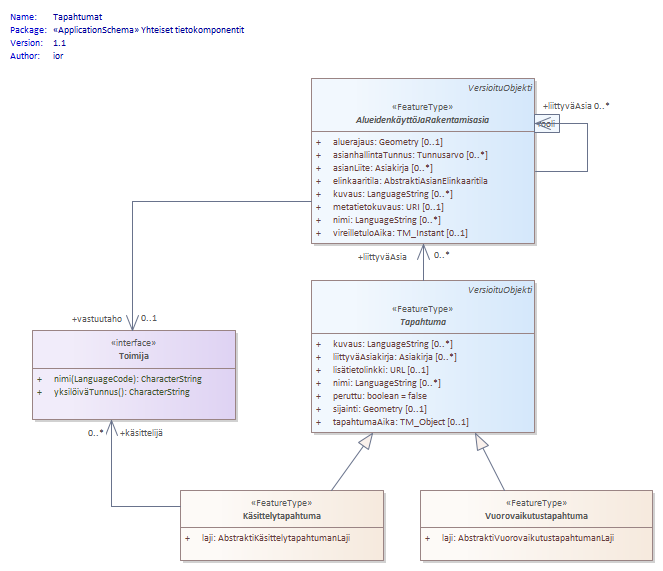 Name: Tapahtumat
Package: «ApplicationSchema» Yhteiset tietokomponentit
Version: 1.1
Author: ior
VersioituObjekti
«FeatureType»
AlueidenkäyttöJaRakentamisasia
+ aluerajaus: Geometry [0..1]
+ asianhallintaTunnus: Tunnusarvo [0..*]
+ asianLiite: Asiakirja [0..*]
+ elinkaaritila: AbstraktiAsianElinkaaritila
+ kuvaus: LanguageString [0..*]
+ metatietokuvaus: URI [0..1]
+ nimi: LanguageString [0..*]
+ vireilletuloAika: TM_Instant [0..1]
+liittyväAsia 0..*
+liittyväAsia 0..*
VersioituObjekti
«FeatureType»
Tapahtuma
+ kuvaus: LanguageString [0..*]
+ liittyväAsiakirja: Asiakirja [0..*]
+ lisätietolinkki: URL [0..1]
+ nimi: LanguageString [0..*]
+ peruttu: boolean = false
+ sijainti: Geometry [0..1]
+ tapahtumaAika: TM_Object [0..1]
+vastuutaho 0..1
«interface»
Toimija
+ nimi(LanguageCode): CharacterString
+ yksilöiväTunnus(): CharacterString
0..* +käsittelijä
«FeatureType»
Käsittelytapahtuma
+ laji: AbstraktiKäsittelytapahtumanLaji
«FeatureType»
Vuorovaikutustapahtuma
+ laji: AbstraktiVuorovaikutustapahtumanLaji